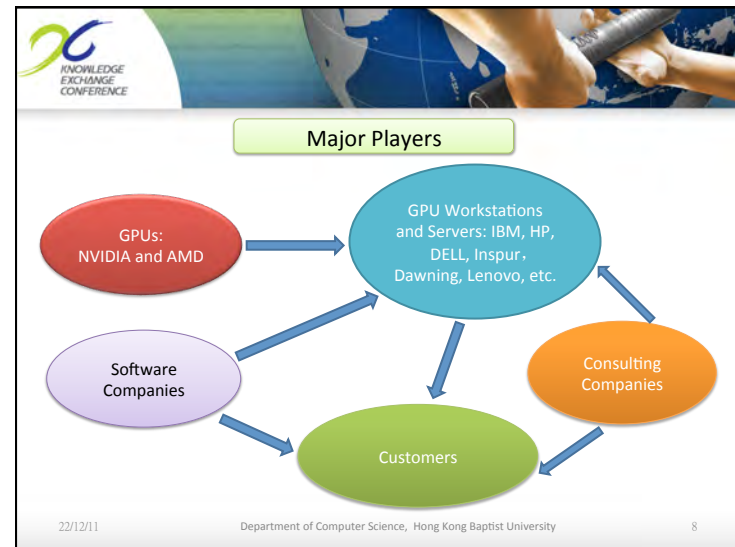 KNOWLEDGE
EXCHANGE
CONFERENCE
Major Players
GPUs:
NVIDIA and AMD
GPU Workstations
and Servers: IBM, HP,
DELL, Inspur，
Dawning, Lenovo, etc.
Software
Companies
Consulting
Companies
Customers
22/12/11
Department of Computer Science, Hong Kong Baptist University
8